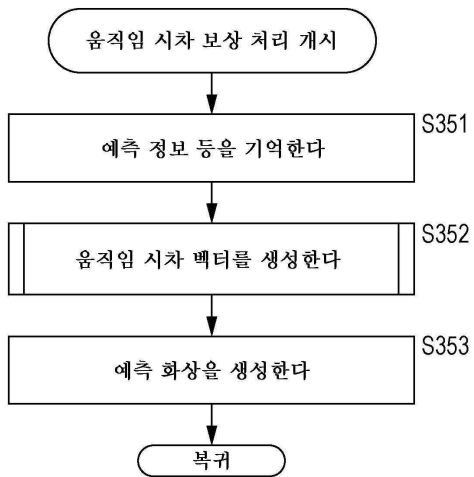 움직임 시차 보상 처리 개시
S351
예측 정보 등을 기억한다
S352
움직임 시차 벡터를 생성한다
S353
예측 화상을 생성한다
복귀